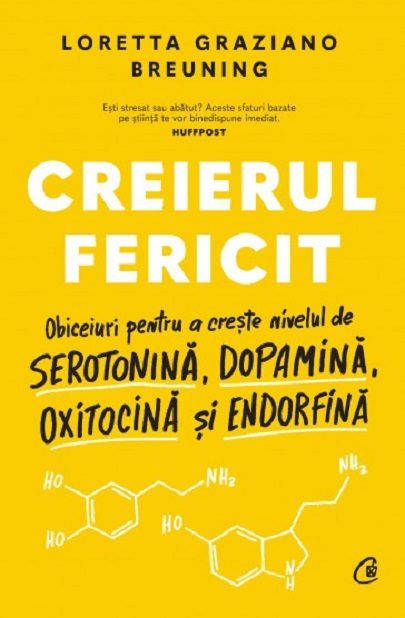 LORETTA GRAZIANO
BREUNING
Ești stresat sau abătut? Aceste sfaturi bazate
pe știință te vor binedispune imediat.
HUFFPOST
CREIERUL
FERICIT
Obiceiuri pentru a crește nivelul de
SEROTONINĂ, DOPAMINĂ,
OXITOCINĂ și ENDORFINĂ
HO
NH₂
HO
HO
NH₂
N
H